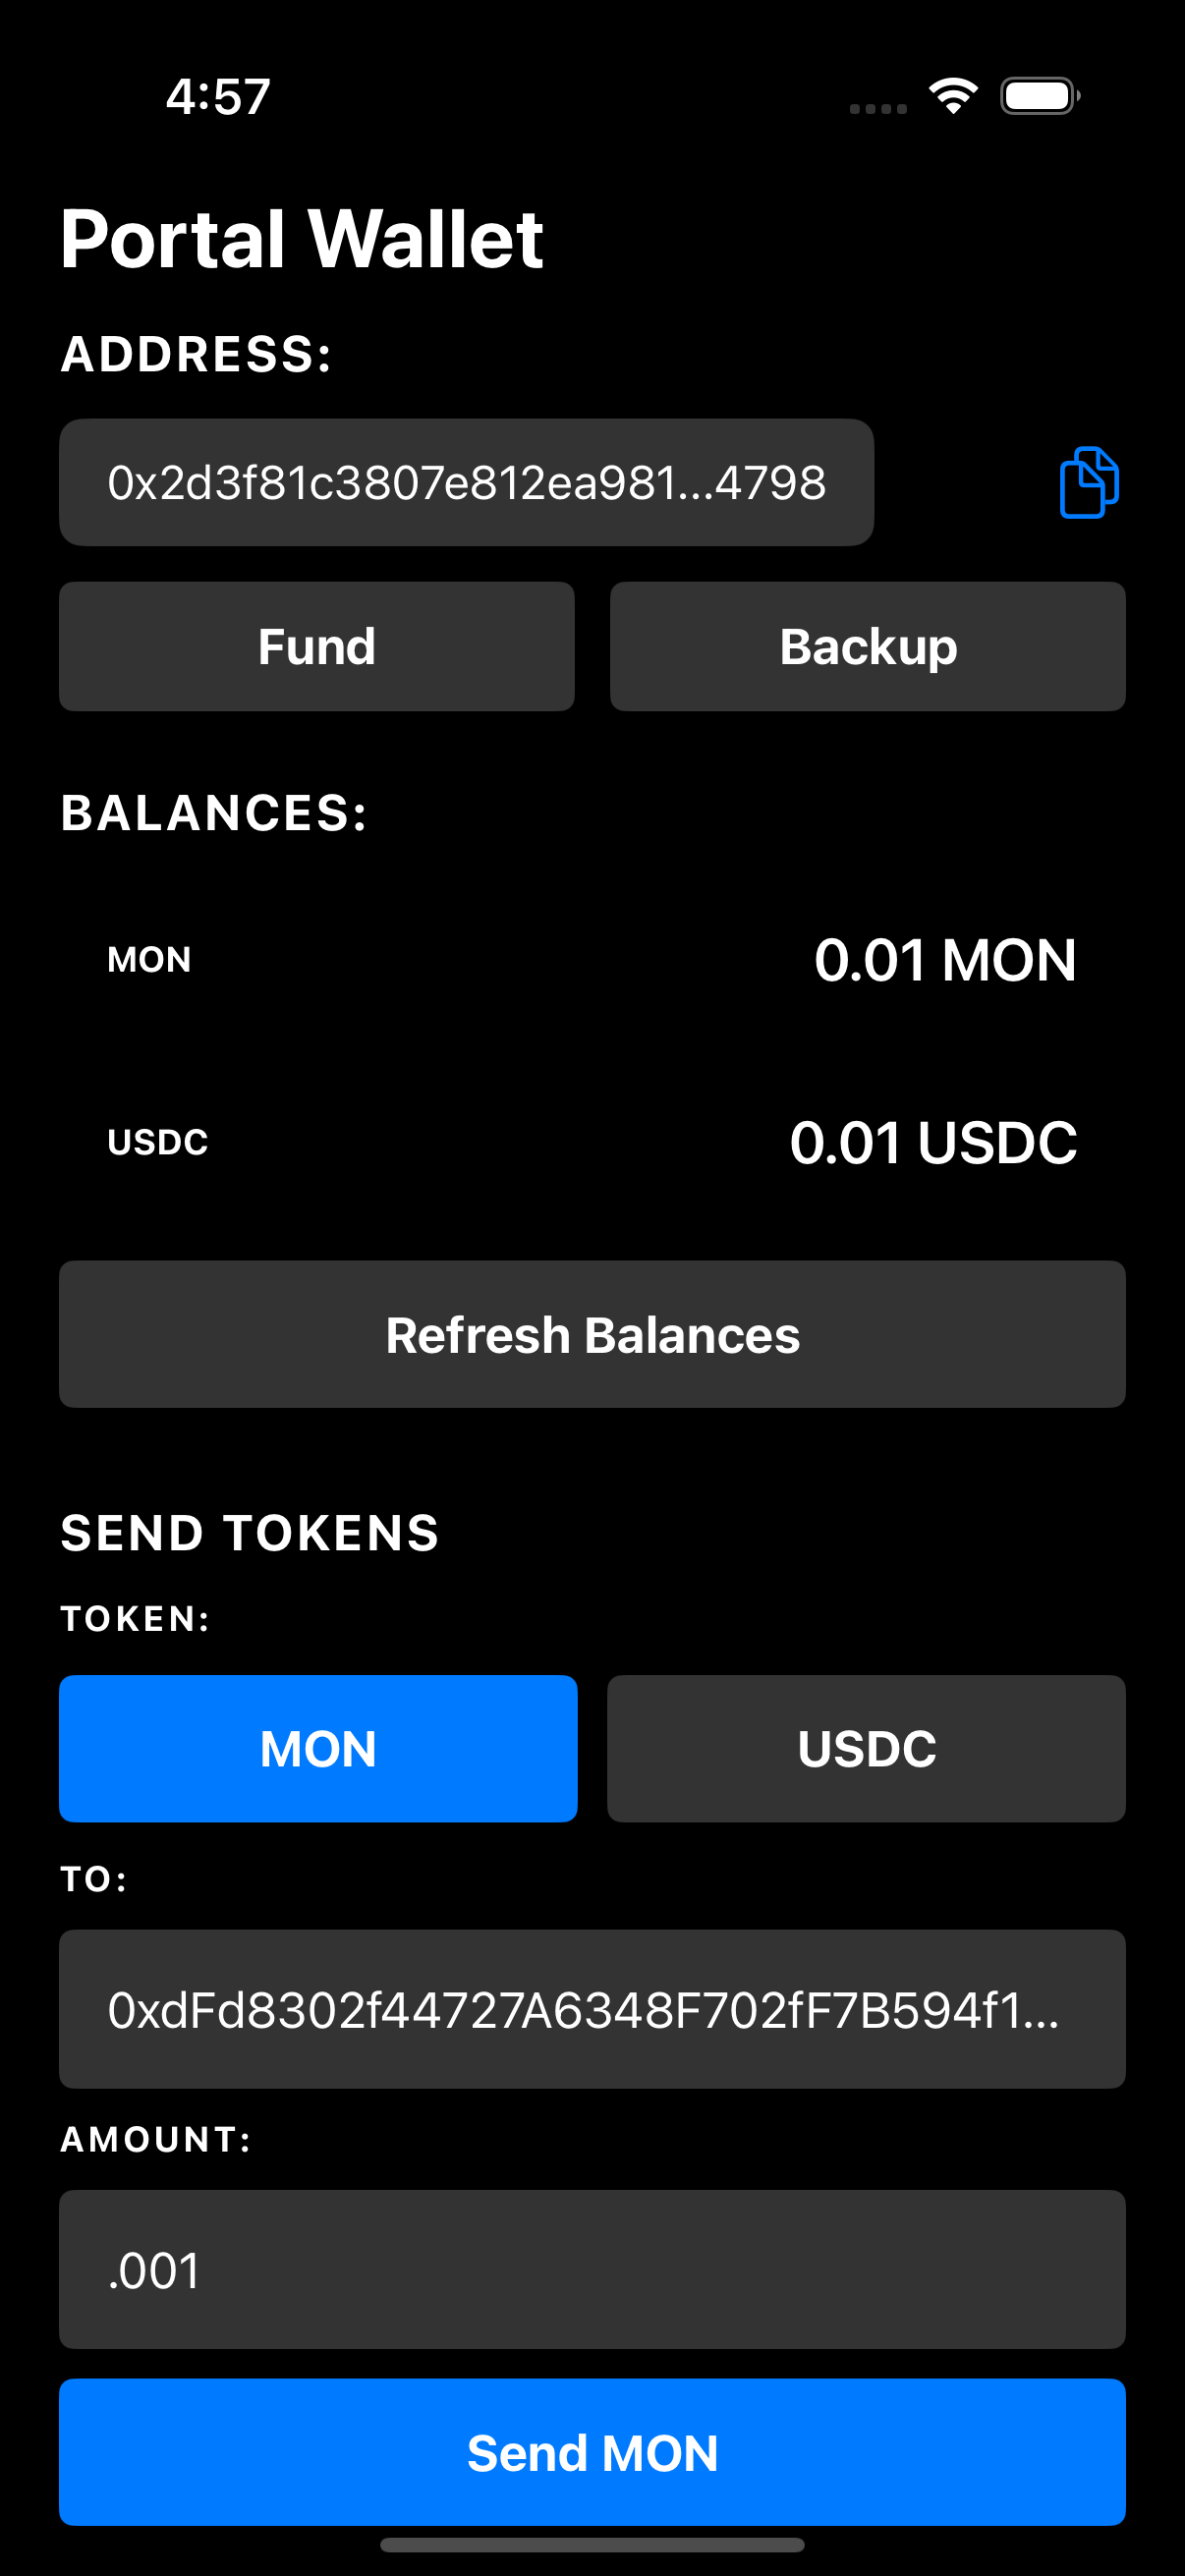 4:57
Portal Wallet
ADDRESS:
0x2d3f81c3807e812ea981...4798
Fund
Backup
BALANCES:
MON
0.01 MON
USDC
0.01 USDC
Refresh Balances
SEND TOKENS
TOKEN:
MON
USDC
TO:
0xdFd8302f44727A6348F702fF7B594f1...
AMOUNT:
.001
Send MON